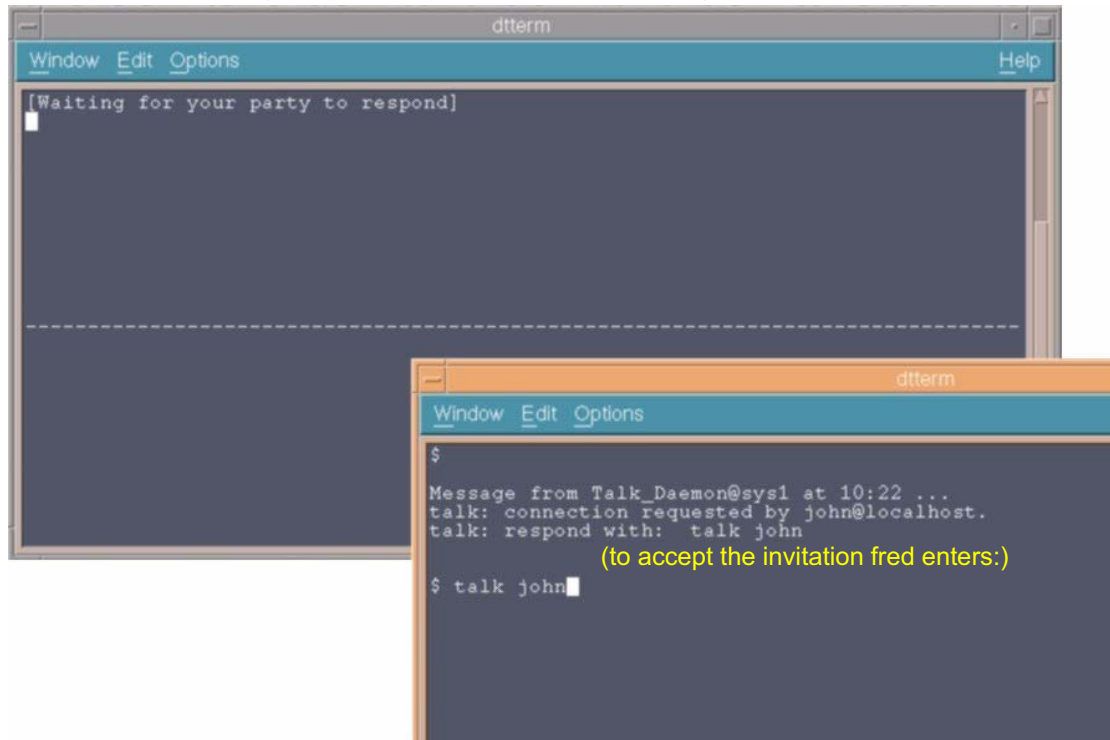 dtterm
Window Edit Options Help
[Waiting for your party to respond]
dtterm
Window Edit Options
$
Message from Talk_Daemon@sys1 at 10:22 ...
talk: connection requested by john@localhost.
talk: respond with:  talk john
(to accept the invitation fred enters:)
$ talk john